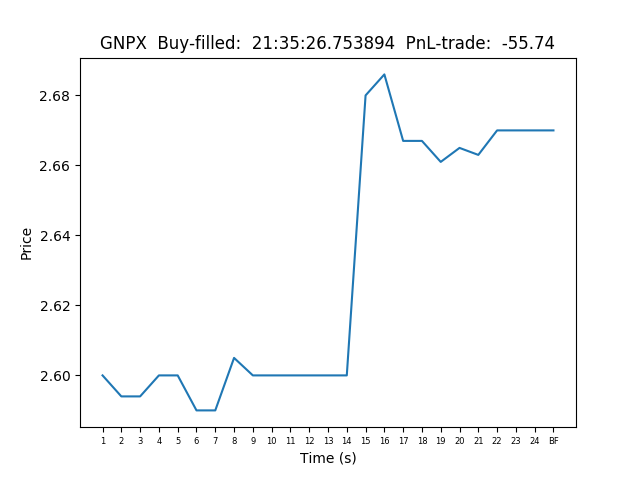 GNPX  Buy-filled:  21:35:26.753894  PnL-trade:  -55.74
Price
2.68
2.66
2.64
2.62
2.60
1 2 3 4 5 6 7 8 9 10 11 12 13 14 15 16 17 18 19 20 21 22 23 24 BF
Time (s)